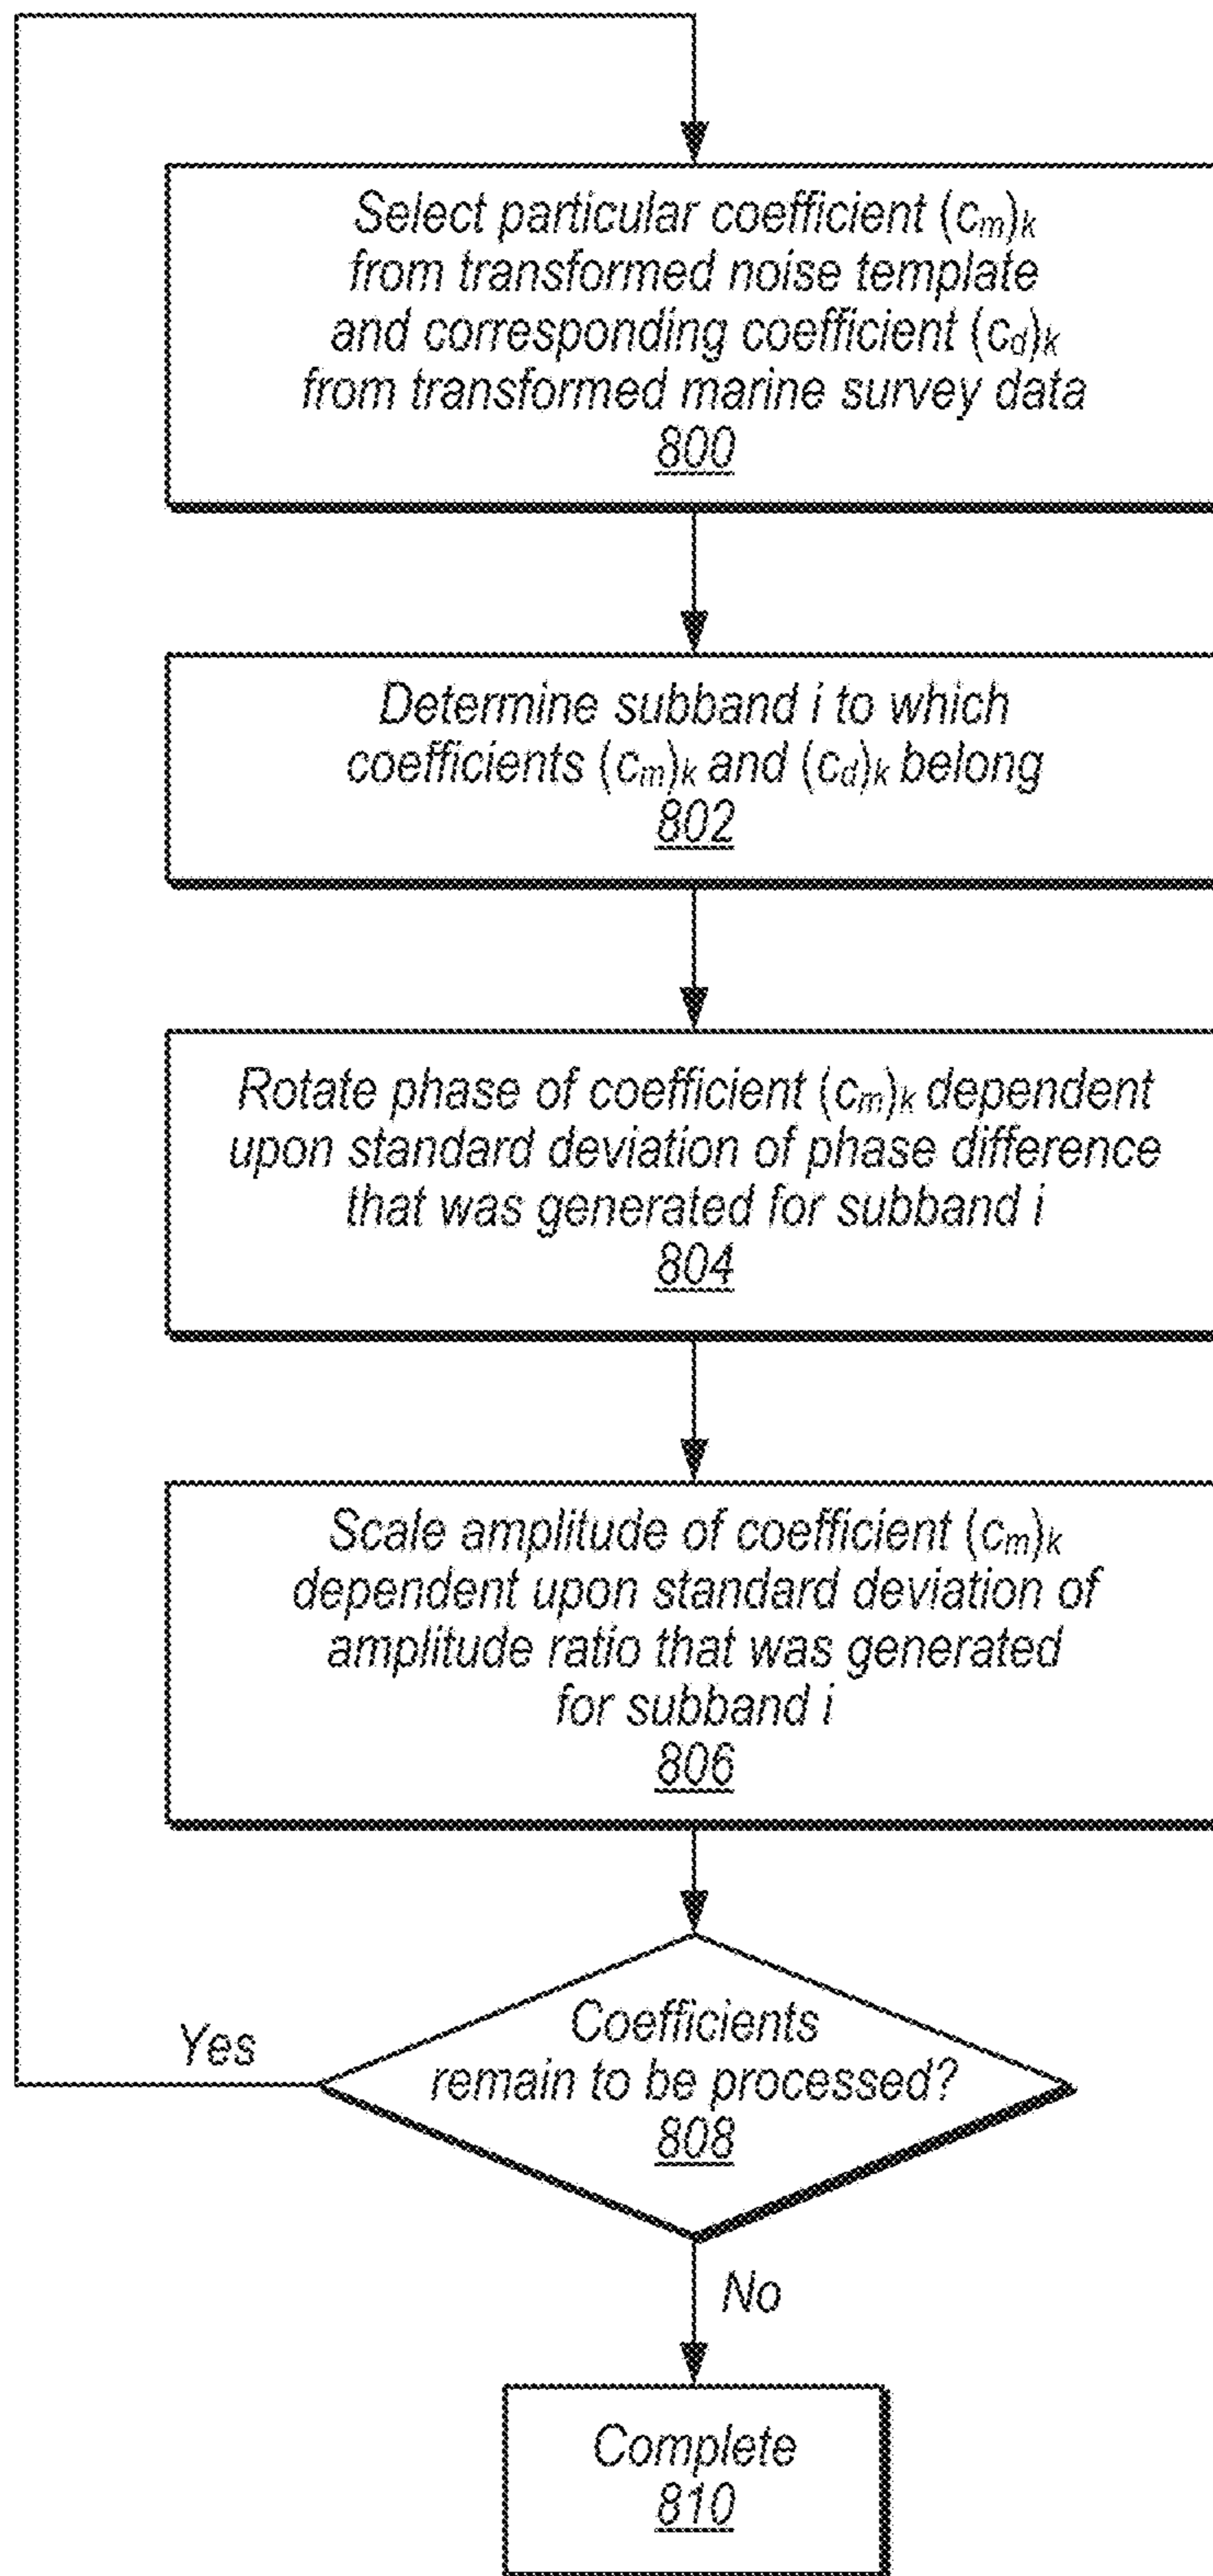 Select particular coefficient (cm)k
from transformed noise template
and corresponding coefficient (cd)k
from transformed marine survey data
800
Determine subband i to which
coefficients (cm)k and (cd)k belong
802
Rotate phase of coefficient (cm)k dependent
upon standard deviation of phase difference
that was generated for subband i
804
Scale amplitude of coefficient (cm)k
dependent upon standard deviation of
amplitude ratio that was generated
for subband i
806
Coefficients
remain to be processed?
808
Yes
No
Complete
810